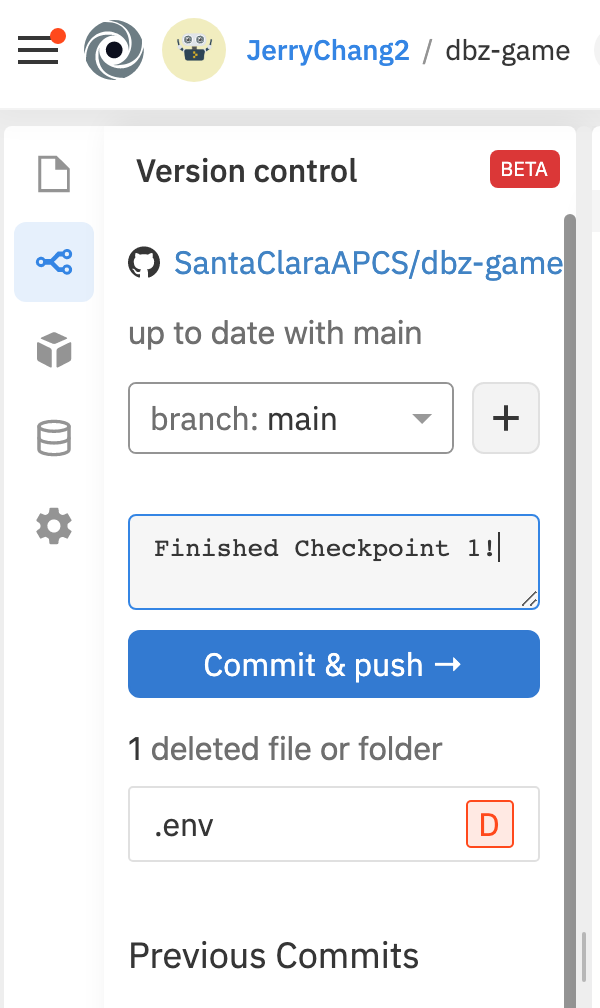 JerryChang2 / dbz-game
Version control
BETA
SantaClaraAPCS/dbz-game
up to date with main
branch: main
+
Finished Checkpoint 1!
Commit & push →
1 deleted file or folder
.env
D
Previous Commits